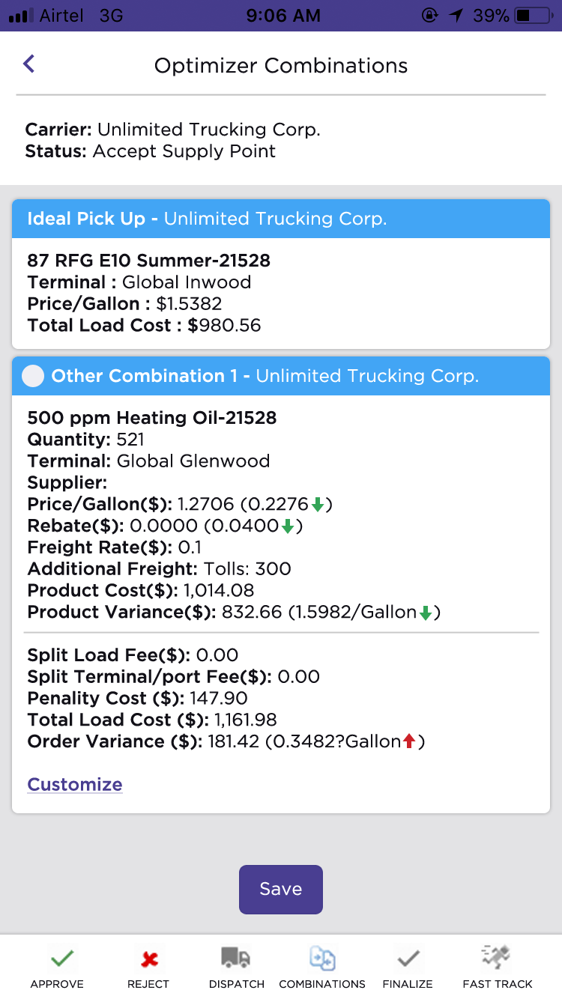 Airtel 3G 9:06 AM 39%
Optimizer Combinations
Carrier: Unlimited Trucking Corp.
Status: Accept Supply Point
Ideal Pick Up - Unlimited Trucking Corp.
87 RFG E10 Summer-21528
Terminal : Global Inwood
Price/Gallon : $1.5382
Total Load Cost : $980.56
Other Combination 1 - Unlimited Trucking Corp.
500 ppm Heating Oil-21528
Quantity: 521
Terminal: Global Glenwood
Supplier:
Price/Gallon($): 1.2706 (0.2276↓)
Rebate($): 0.0000 (0.0400↓)
Freight Rate($): 0.1
Additional Freight: Tolls: 300
Product Cost($): 1,014.08
Product Variance($): 832.66 (1.5982/Gallon↓)
Split Load Fee($): 0.00
Split Terminal/port Fee($): 0.00
Penality Cost ($): 147.90
Total Load Cost ($): 1,161.98
Order Variance ($): 181.42 (0.3482?Gallon↑)
Customize
Save
APPROVE REJECT DISPATCH COMBINATIONS FINALIZE FAST TRACK